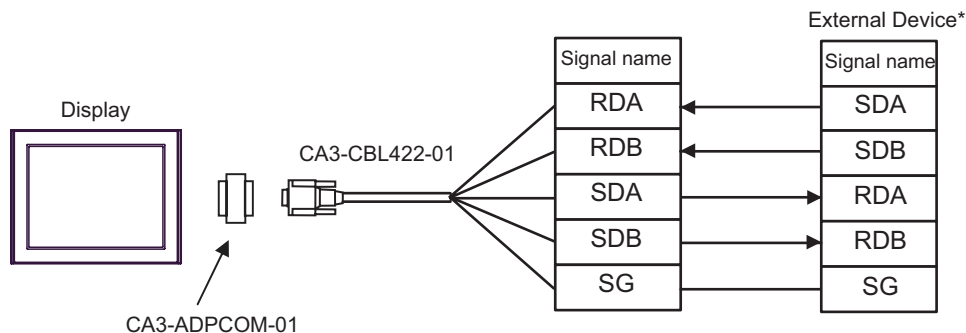 External Device*
Signal name
Signal name
Display
RDA
SDA
CA3-CBL422-01
RDB
SDB
SDA
RDA
SDB
RDB
SG
SG
CA3-ADPCOM-01